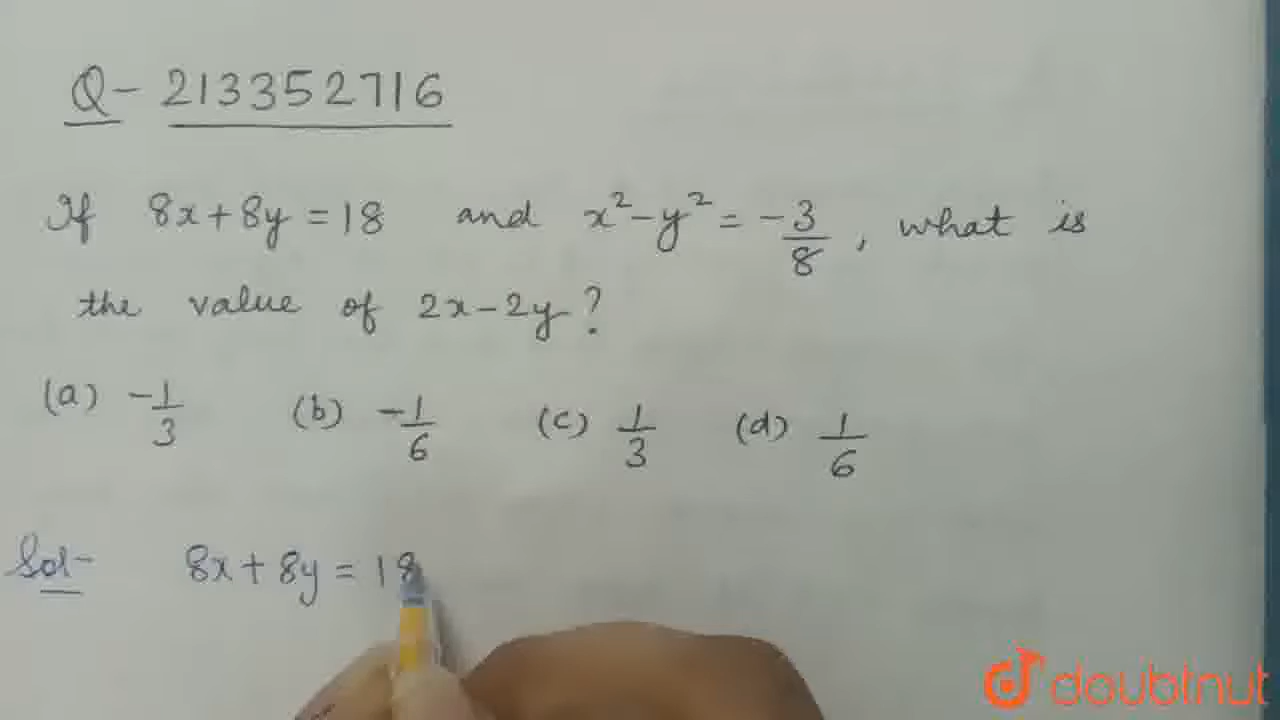 Q- 213352716
If 8x+8y=18 and x²-y²= -3/8, what is
the value of 2x-2y?
(a) -1/3 (b) -1/6 (c) 1/3 (d) 1/6
Sol- 8x+8y=18
doubtnut